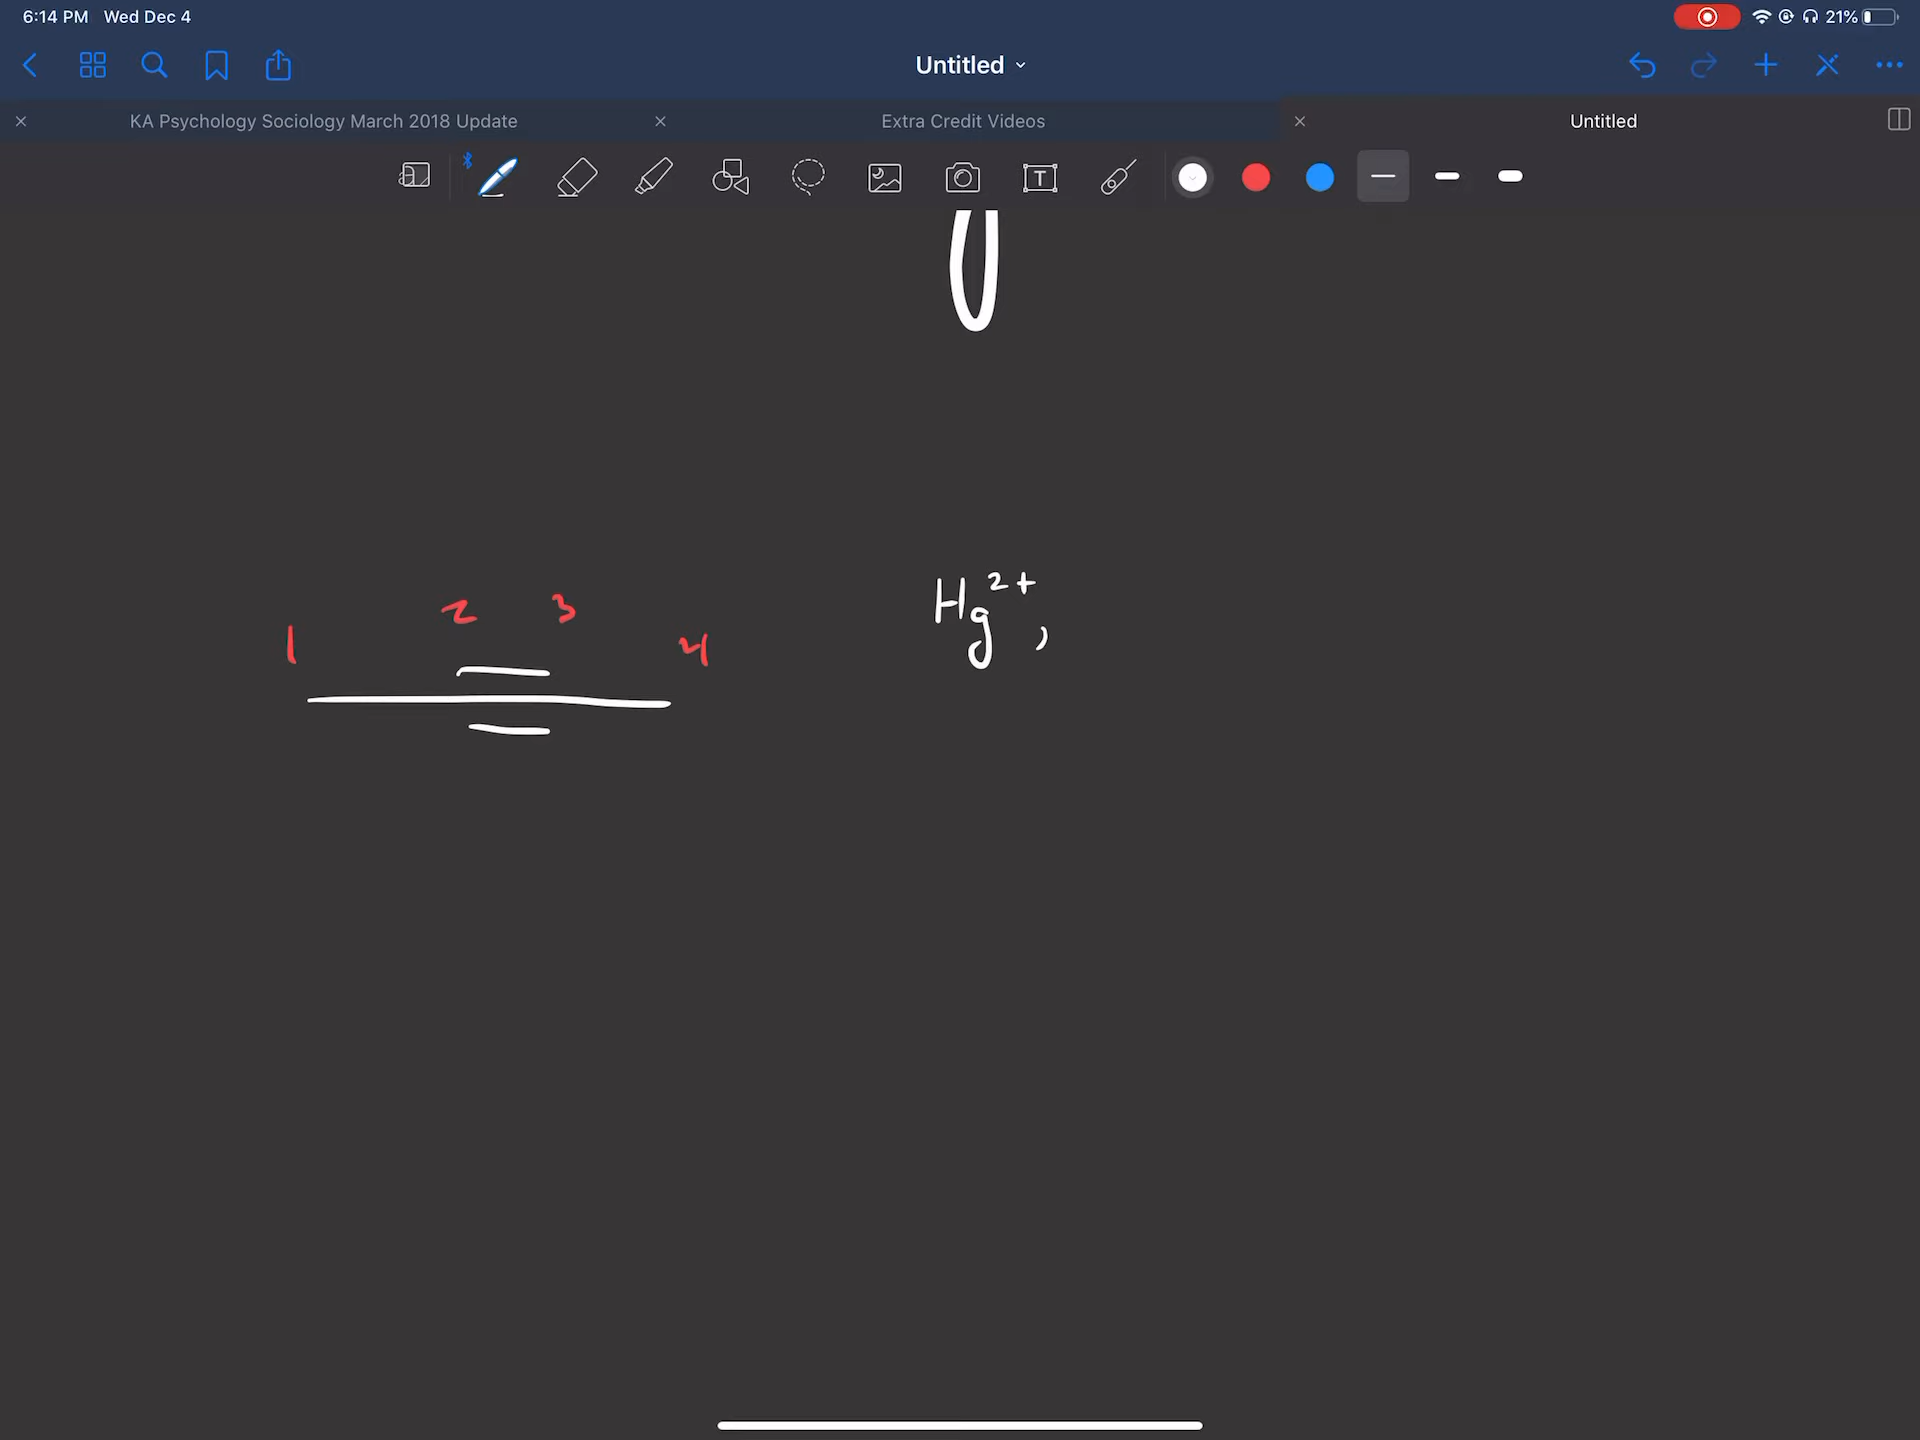 6:14 PM Wed Dec 4
21%
Untitled
KA Psychology Sociology March 2018 Update
Extra Credit Videos
Untitled
T
1 2 3 4
Hg²⁺,